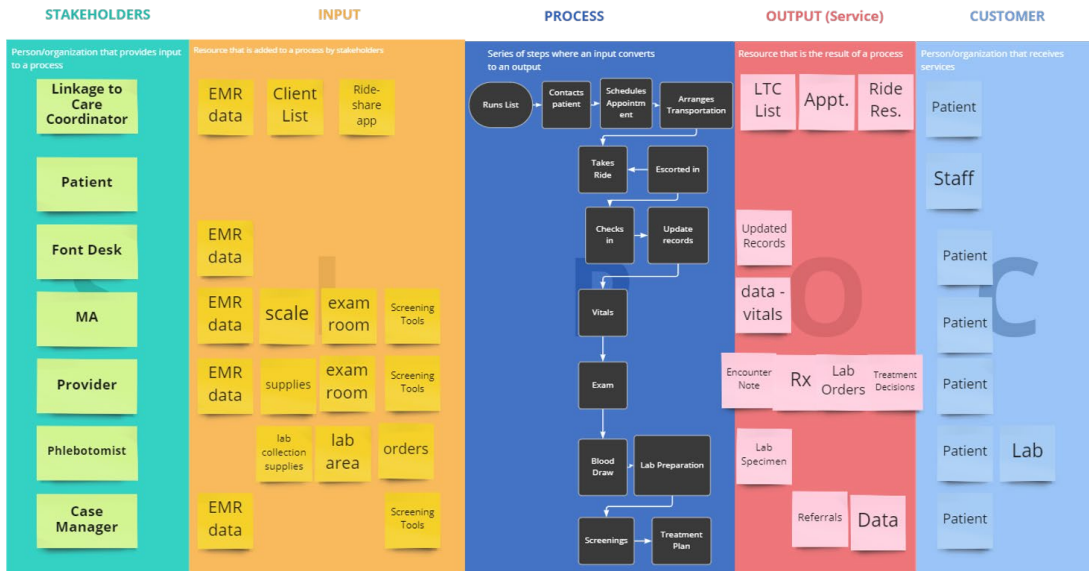 STAKEHOLDERS
INPUT
PROCESS
OUTPUT (Service)
CUSTOMER
Person/organization that provides input
to a process
Resource that is added to a process by stakeholders
Series of steps where an input converts
to an output
Resource that is the result of a process
Person/organization that receives
services
Linkage to
Care
Coordinator
EMR
data
Client
List
Ride-
share
app
Runs List
Contacts
patient
Schedules
Appointm
ent
Arranges
Transportation
LTC
List
Appt.
Ride
Res.
Patient
Patient
Takes
Ride
Escorted in
Staff
Font Desk
EMR
data
Checks
in
Update
records
Updated
Records
Patient
S
I
P
O
C
MA
EMR
data
scale
exam
room
Screening
Tools
Vitals
data -
vitals
Patient
Provider
EMR
data
supplies
exam
room
Screening
Tools
Exam
Encounter
Note
Rx
Lab
Orders
Treatment
Decisions
Patient
Phlebotomist
lab
collection
supplies
lab
area
orders
Blood
Draw
Lab Preparation
Lab
Specimen
Patient
Lab
Case
Manager
EMR
data
Screening
Tools
Screenings
Treatment
Plan
Referrals
Data
Patient